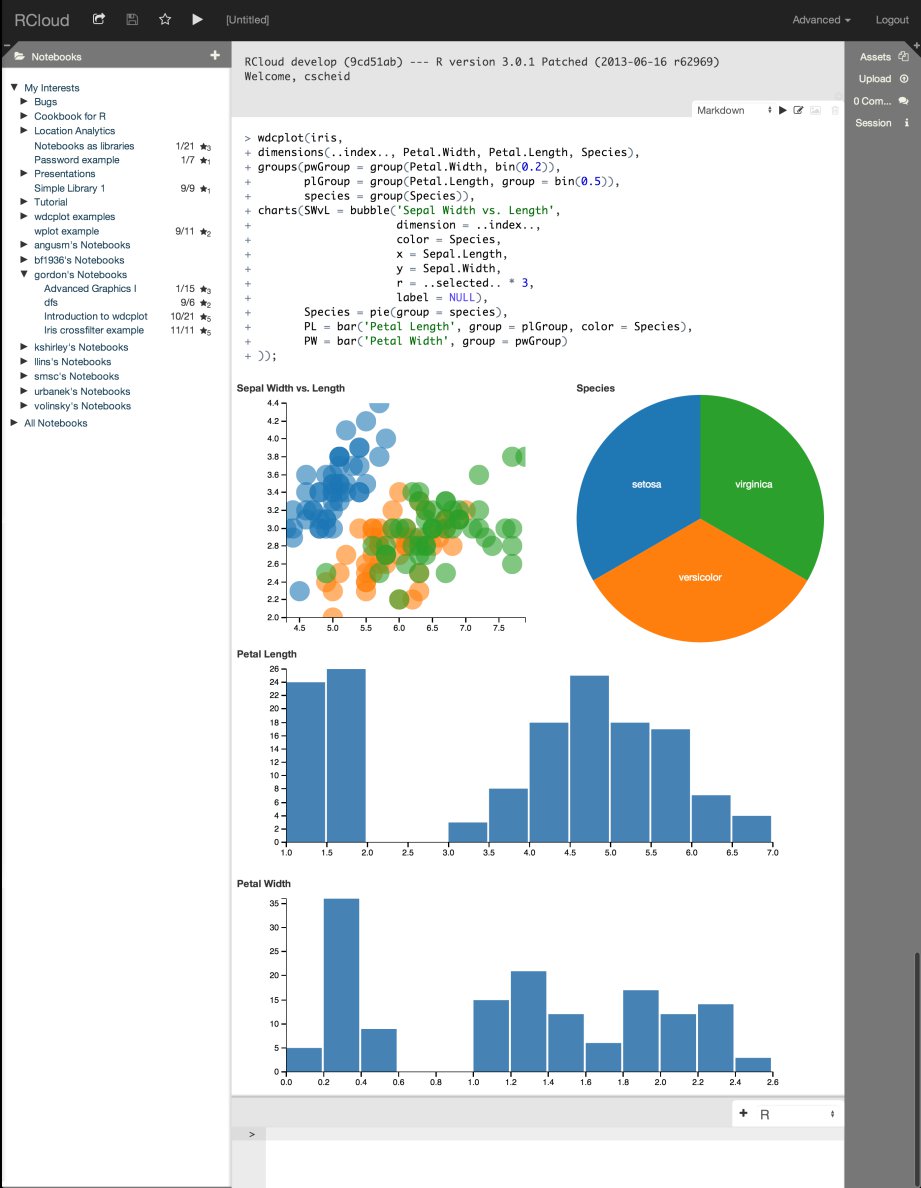 RCloud [Untitled] Advanced Logout
Notebooks +
My Interests
Bugs
Cookbook for R
Location Analytics
Notebooks as libraries 1/21 ★3
Password example 1/7 ★1
Presentations
Simple Library 1 9/9 ★1
Tutorial
wdcplot examples
wplot example 9/11 ★2
angusm's Notebooks
bf1936's Notebooks
gordon's Notebooks
Advanced Graphics I 1/15 ★3
dfs 9/6 ★2
Introduction to wdcplot 10/21 ★5
Iris crossfilter example 11/11 ★5
kshirley's Notebooks
llins's Notebooks
smsc's Notebooks
urbanek's Notebooks
volinsky's Notebooks
All Notebooks
RCloud develop (9cd51ab) --- R version 3.0.1 Patched (2013-06-16 r62969)
Welcome, cscheid
Markdown
> wdcplot(iris,
+ dimensions(..index.., Petal.Width, Petal.Length, Species),
+ groups(pwGroup = group(Petal.Width, bin(0.2)),
+        plGroup = group(Petal.Length, group = bin(0.5)),
+        species = group(Species)),
+ charts(SWvL = bubble('Sepal Width vs. Length',
+                      dimension = ..index..,
+                      color = Species,
+                      x = Sepal.Length,
+                      y = Sepal.Width,
+                      r = ..selected.. * 3,
+                      label = NULL),
+        Species = pie(group = species),
+        PL = bar('Petal Length', group = plGroup, color = Species),
+        PW = bar('Petal Width', group = pwGroup)
+ ));
Sepal Width vs. Length
4.4
4.2
4.0
3.8
3.6
3.4
3.2
3.0
2.8
2.6
2.4
2.2
2.0
4.5 5.0 5.5 6.0 6.5 7.0 7.5
Species
setosa
virginica
versicolor
Petal Length
26
24
22
20
18
16
14
12
10
8
6
4
2
0
1.0 1.5 2.0 2.5 3.0 3.5 4.0 4.5 5.0 5.5 6.0 6.5 7.0
Petal Width
35
30
25
20
15
10
5
0
0.0 0.2 0.4 0.6 0.8 1.0 1.2 1.4 1.6 1.8 2.0 2.2 2.4 2.6
+ R
>
Assets
Upload
0 Com...
Session i